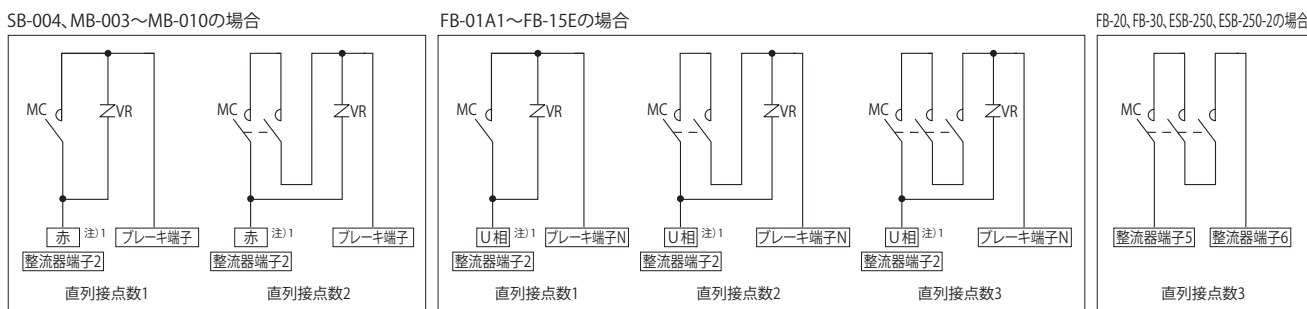 SB-004、MB-003～MB-010の場合
MC
VR
赤 注）1 ブレーキ端子
整流器端子2
直列接点数1
MC
VR
赤 注）1 ブレーキ端子
整流器端子2
直列接点数2
FB-01A1～FB-15Eの場合
MC
VR
U相 注）1 ブレーキ端子N
整流器端子2
直列接点数1
MC
VR
U相 注）1 ブレーキ端子N
整流器端子2
直列接点数2
MC
VR
U相 注）1 ブレーキ端子N
整流器端子2
直列接点数3
FB-20、FB-30、ESB-250、ESB-250-2の場合
MC
整流器端子5 整流器端子6
直列接点数3